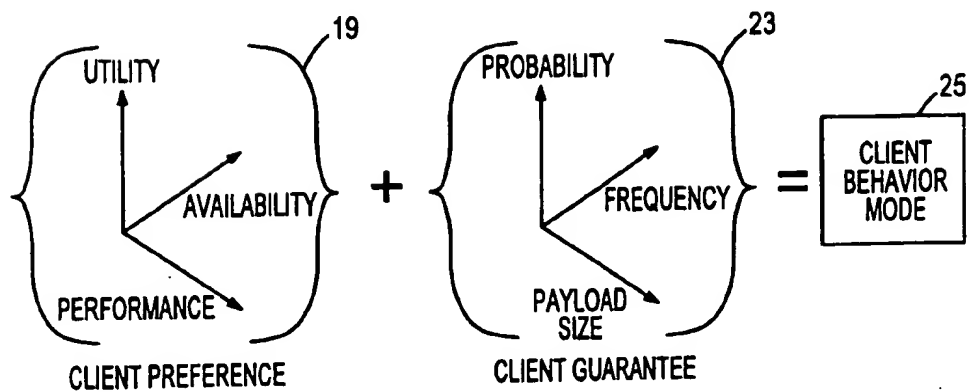 19
UTILITY
AVAILABILITY
PERFORMANCE
CLIENT PREFERENCE
+
23
PROBABILITY
FREQUENCY
PAYLOAD
SIZE
CLIENT GUARANTEE
=
25
CLIENT
BEHAVIOR
MODE